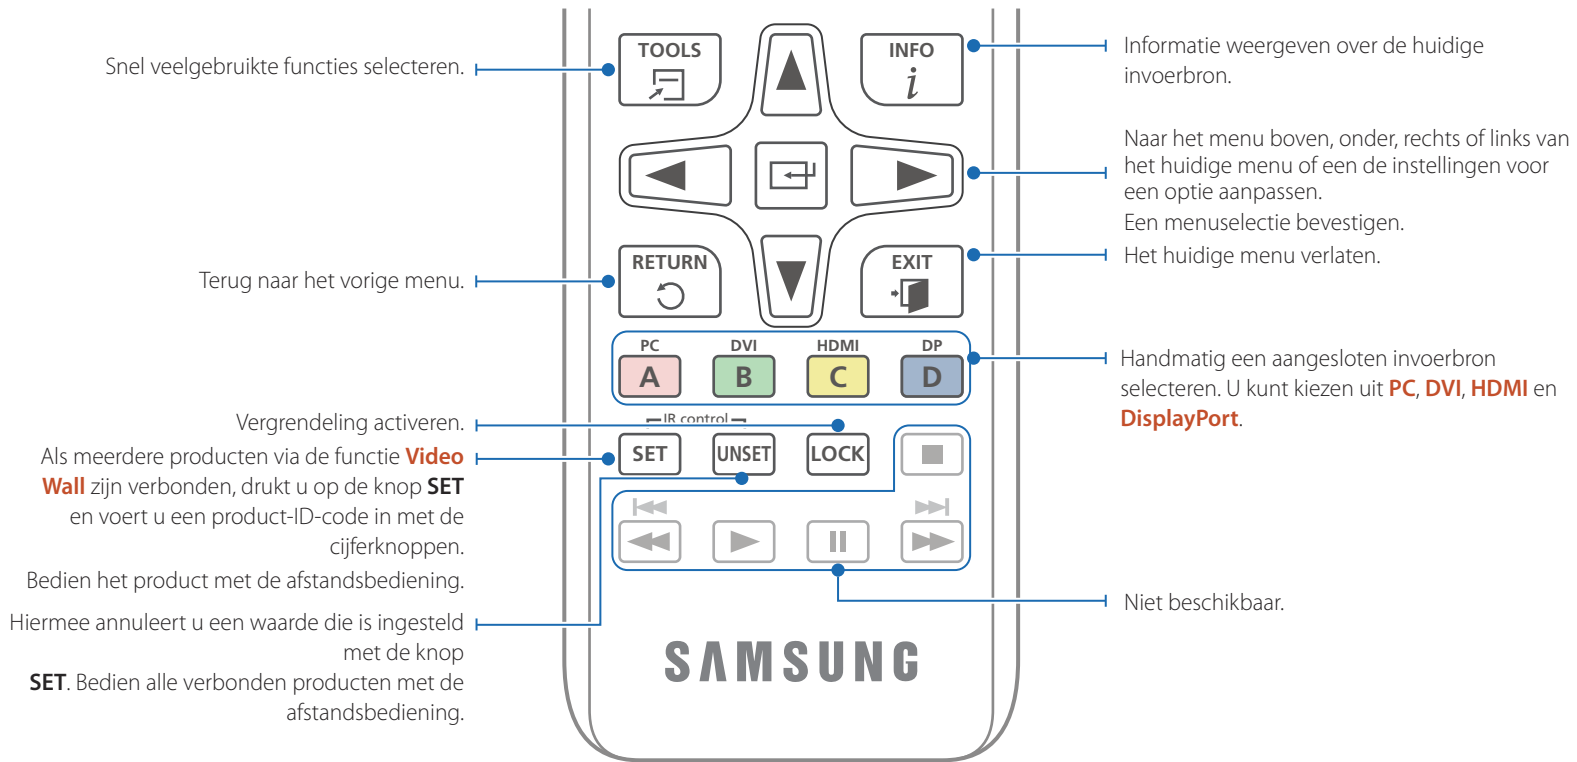 Snel veelgebruikte functies selecteren.
TOOLS
INFO
i
Informatie weergeven over de huidige
invoerbron.
Naar het menu boven, onder, rechts of links van
het huidige menu of een de instellingen voor
een optie aanpassen.
Een menuselectie bevestigen.
Terug naar het vorige menu.
RETURN
EXIT
Het huidige menu verlaten.
PC DVI HDMI DP
A B C D
Handmatig een aangesloten invoerbron
selecteren. U kunt kiezen uit PC, DVI, HDMI en
DisplayPort.
Vergrendeling activeren.
IR control
SET UNSET LOCK
Als meerdere producten via de functie Video
Wall zijn verbonden, drukt u op de knop SET
en voert u een product-ID-code in met de
cijferknoppen.
Bedien het product met de afstandsbediening.
Hiermee annuleert u een waarde die is ingesteld
met de knop
SET. Bedien alle verbonden producten met de
afstandsbediening.
Niet beschikbaar.
SAMSUNG